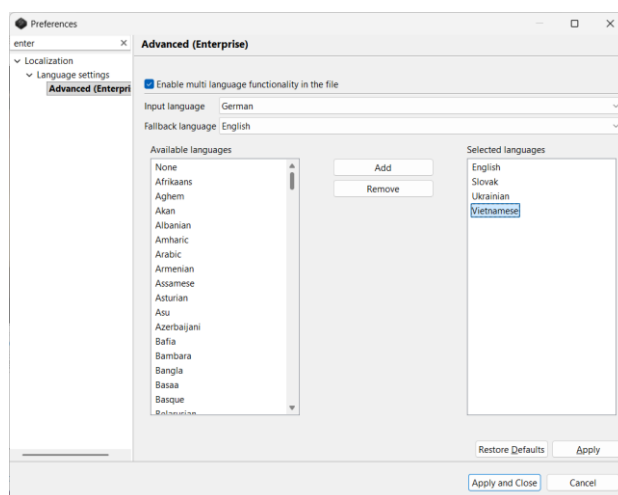 Preferences
enter
Advanced (Enterprise)
Localization
Language settings
Advanced (Enterpri
Enable multi language functionality in the file
Input language German
Fallback language English
Available languages
None
Afrikaans
Aghem
Akan
Albanian
Amharic
Arabic
Armenian
Assamese
Asturian
Asu
Azerbaijani
Bafia
Bambara
Bangla
Basaa
Basque
Belarusian
Add
Remove
Selected languages
English
Slovak
Ukrainian
Vietnamese
Restore Defaults Apply
Apply and Close Cancel